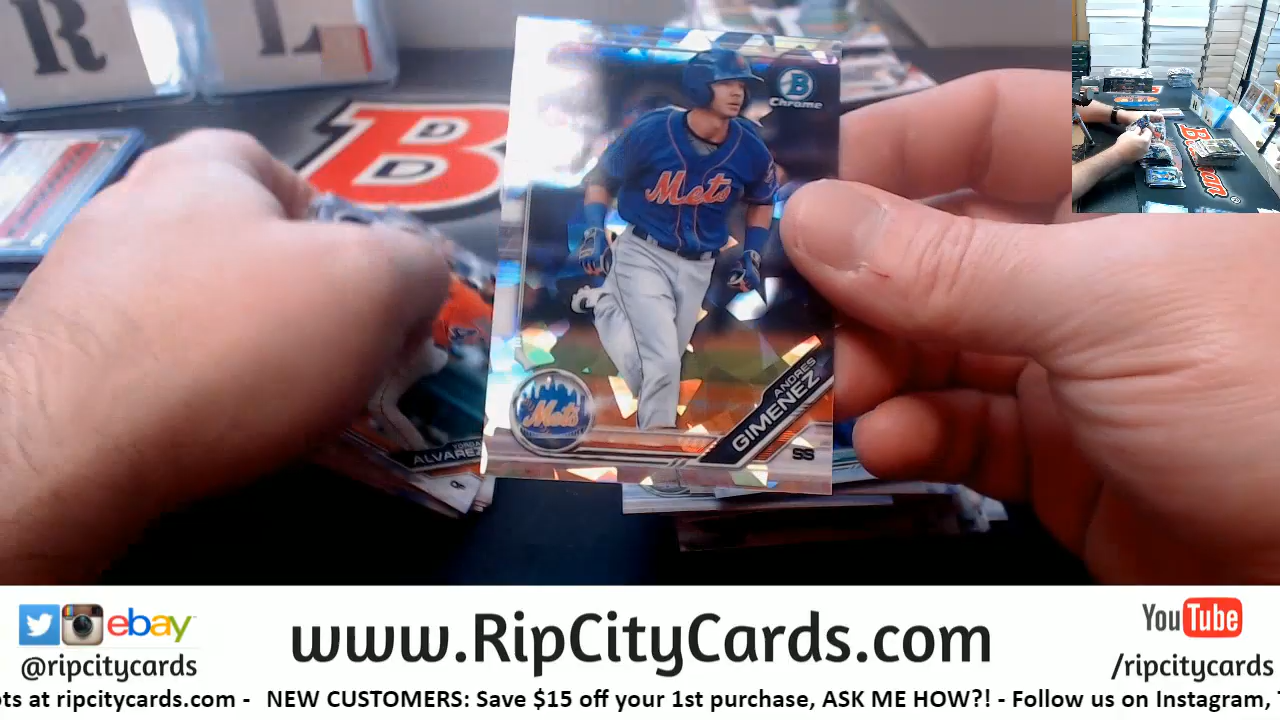 R L
B
Chrome
Mets
Mets
ANDRES
GIMENEZ
SS
ALVAREZ
ebay
@ripcitycards
www.RipCityCards.com
YouTube
/ripcitycards
ots at ripcitycards.com - NEW CUSTOMERS: Save $15 off your 1st purchase, ASK ME HOW?! - Follow us on Instagram,